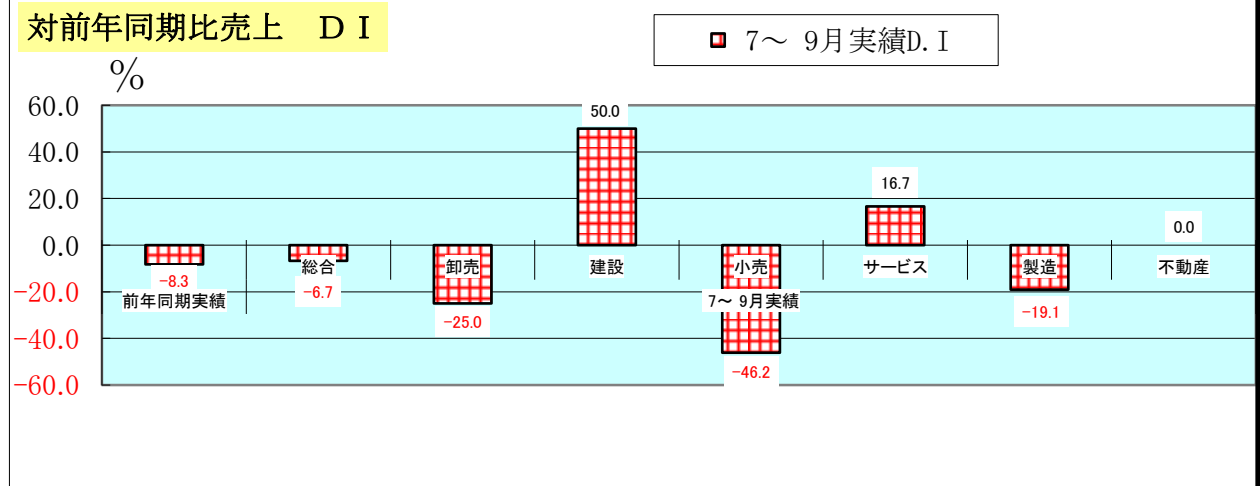 対前年同期比売上　ＤＩ
7～ 9月実績D.I
%
60.0
40.0
20.0
0.0
-20.0
-40.0
-60.0
50.0
16.7
0.0
総合
卸売
建設
小売
サービス
製造
不動産
-8.3
-6.7
前年同期実績
7～ 9月実績
-25.0
-19.1
-46.2